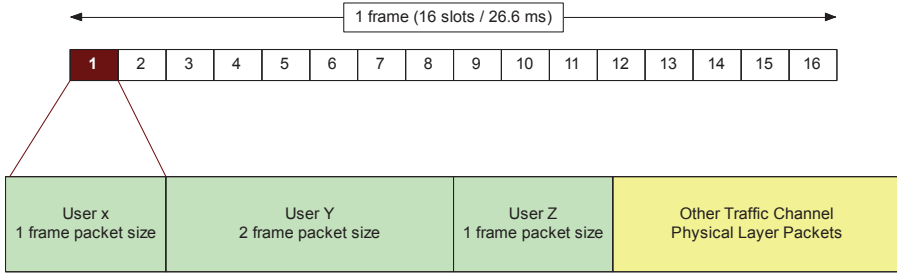 1 frame (16 slots / 26.6 ms)
1 2 3 4 5 6 7 8 9 10 11 12 13 14 15 16
User x
1 frame packet size
User Y
2 frame packet size
User Z
1 frame packet size
Other Traffic Channel
Physical Layer Packets